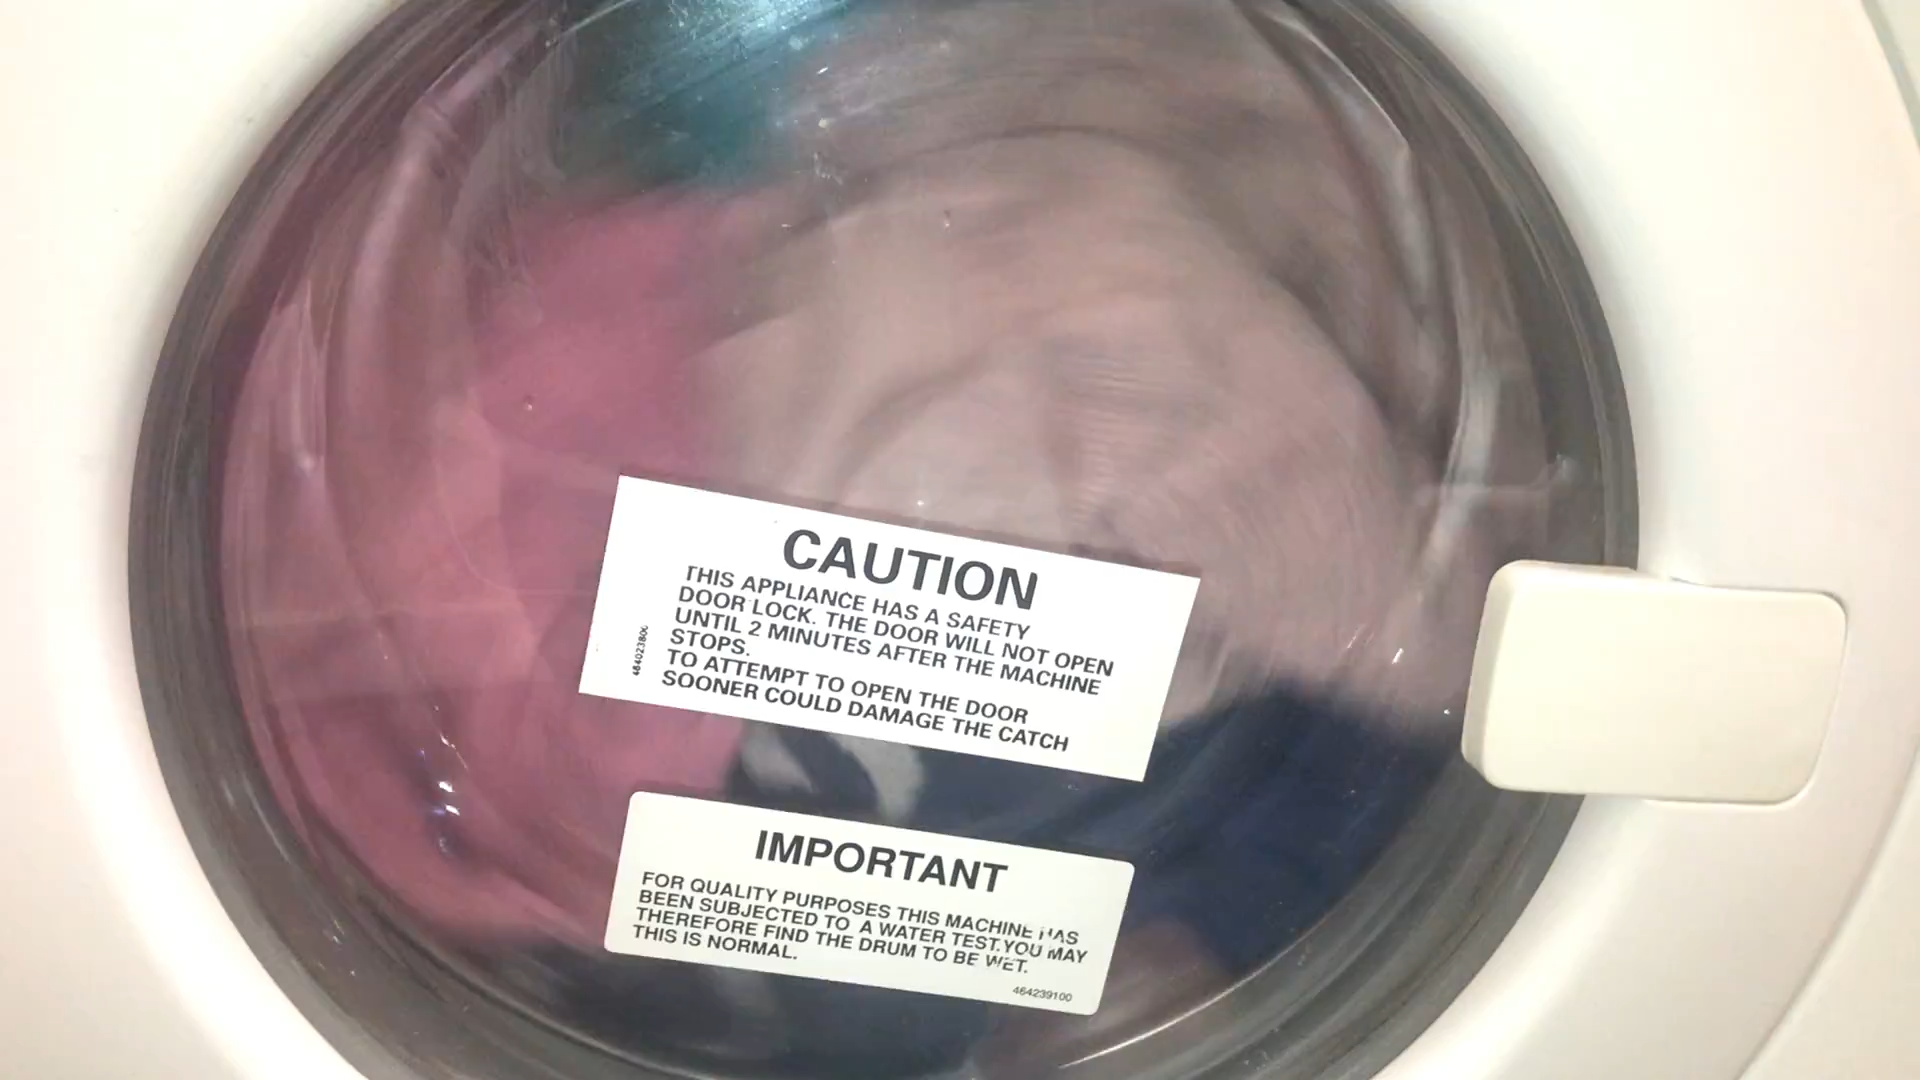 CAUTION
THIS APPLIANCE HAS A SAFETY
DOOR LOCK. THE DOOR WILL NOT OPEN
UNTIL 2 MINUTES AFTER THE MACHINE
STOPS.
TO ATTEMPT TO OPEN THE DOOR
SOONER COULD DAMAGE THE CATCH
464023806
IMPORTANT
FOR QUALITY PURPOSES THIS MACHINE HAS
BEEN SUBJECTED TO A WATER TEST.YOU MAY
THEREFORE FIND THE DRUM TO BE WET.
THIS IS NORMAL.
464239100